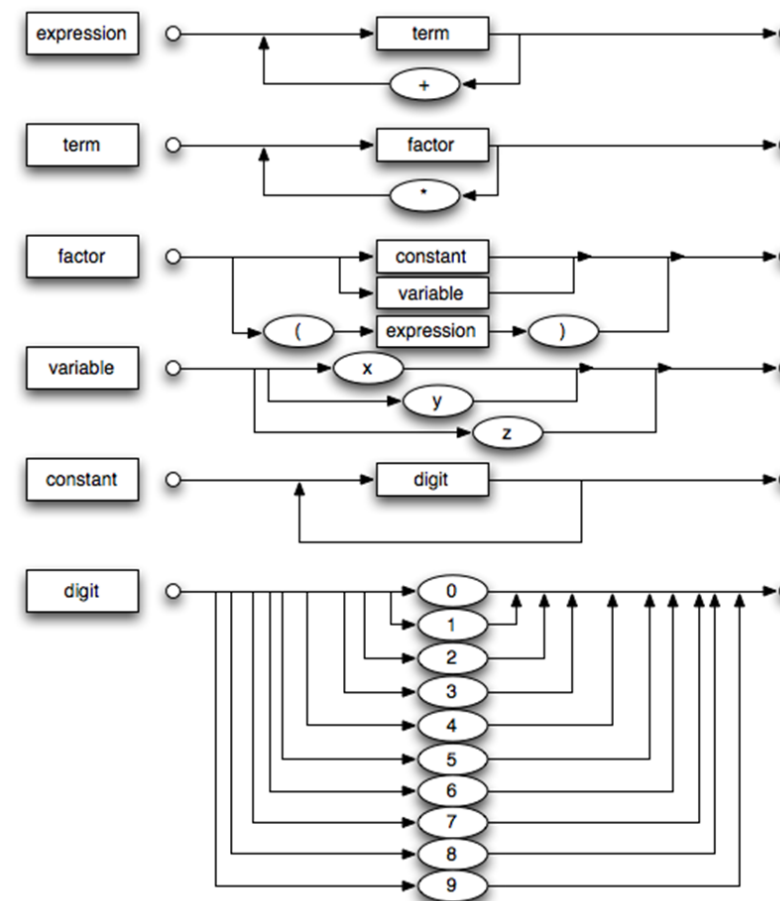 expression term
+
term factor
*
factor constant
variable
( expression )
variable x
y
z
constant digit
digit 0
1
2
3
4
5
6
7
8
9